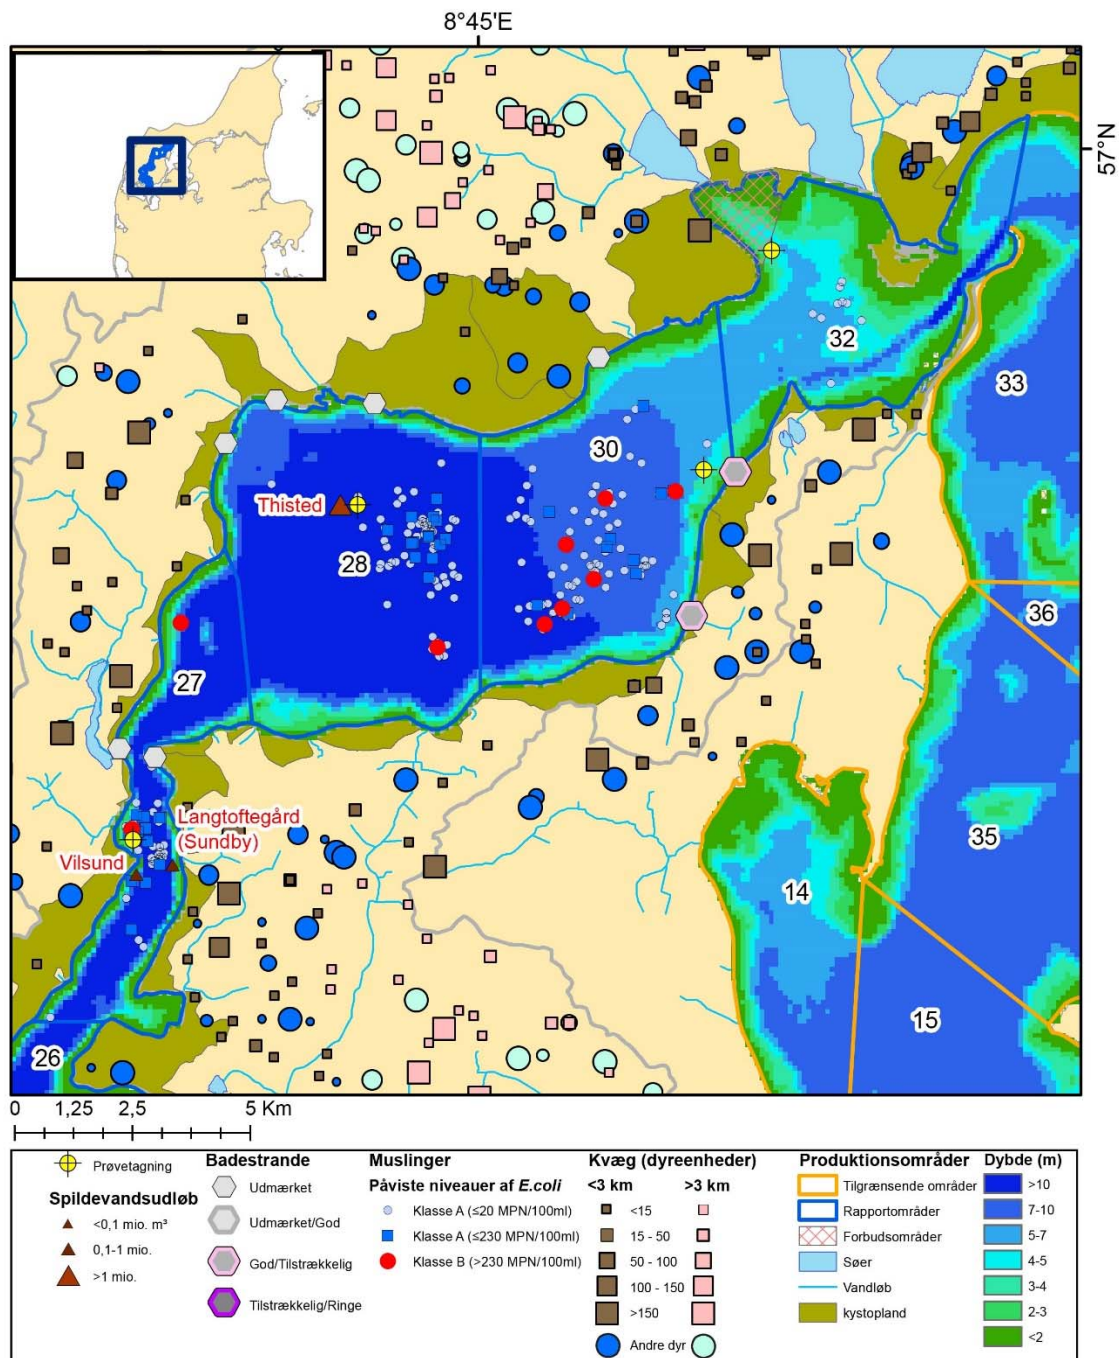 8°45'E
57°N
32
33
30
Thisted
28
36
27
Langtoftegård
(Sundby)
Vilsund
35
14
15
26
0 1,25 2,5 5 Km
Prøvetagning
Spildevandsudløb
<0,1 mio. m³
0,1-1 mio.
>1 mio.
Badestrande
Udmærket
Udmærket/God
God/Tilstrækkelig
Tilstrækkelig/Ringe
Muslinger
Påviste niveauer af E.coli
Klasse A (≤20 MPN/100ml)
Klasse A (≤230 MPN/100ml)
Klasse B (>230 MPN/100ml)
Kvæg (dyreenheder)
<3 km >3 km
<15
15 - 50
50 - 100
100 - 150
>150
Andre dyr
Produktionsområder
Tilgrænsende områder
Rapportområder
Forbudsområder
Søer
Vandløb
kystopland
Dybde (m)
>10
7-10
5-7
4-5
3-4
2-3
<2